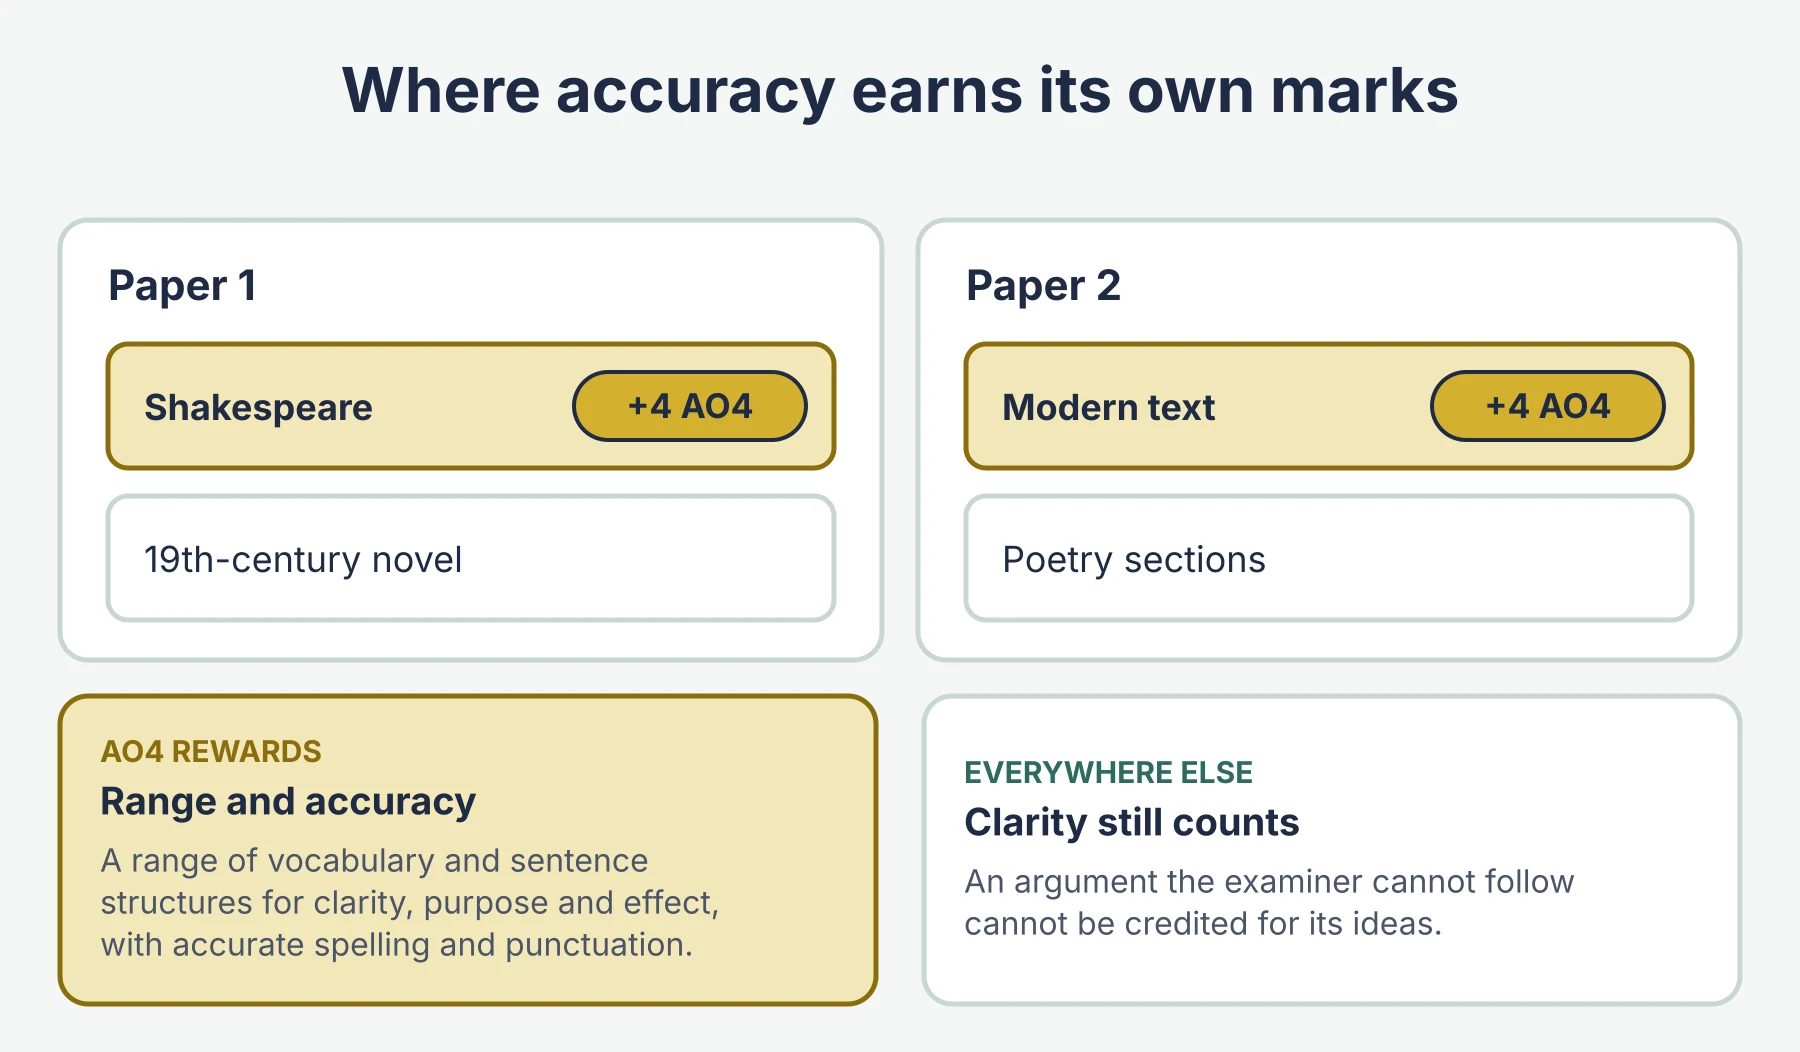 Where accuracy earns its own marks
Paper 1
Shakespeare
+4 AO4
19th-century novel
Paper 2
Modern text
+4 AO4
Poetry sections
AO4 REWARDS
Range and accuracy
A range of vocabulary and sentence
structures for clarity, purpose and effect,
with accurate spelling and punctuation.
EVERYWHERE ELSE
Clarity still counts
An argument the examiner cannot follow
cannot be credited for its ideas.